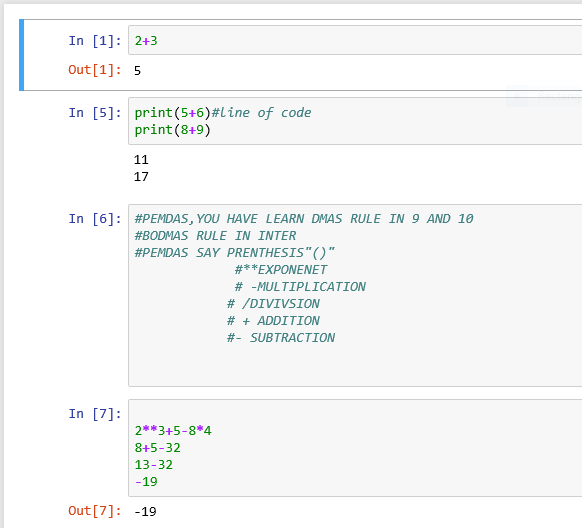 In [1]: 2+3
Out[1]: 5
In [5]: print(5+6)#line of code
print(8+9)
11
17
In [6]: #PEMDAS,YOU HAVE LEARN DMAS RULE IN 9 AND 10
#BODMAS RULE IN INTER
#PEMDAS SAY PRENTHESIS"()"
#**EXPONENET
# -MULTIPLICATION
# /DIVIVSION
# + ADDITION
#- SUBTRACTION
In [7]:
2**3+5-8*4
8+5-32
13-32
-19
Out[7]: -19